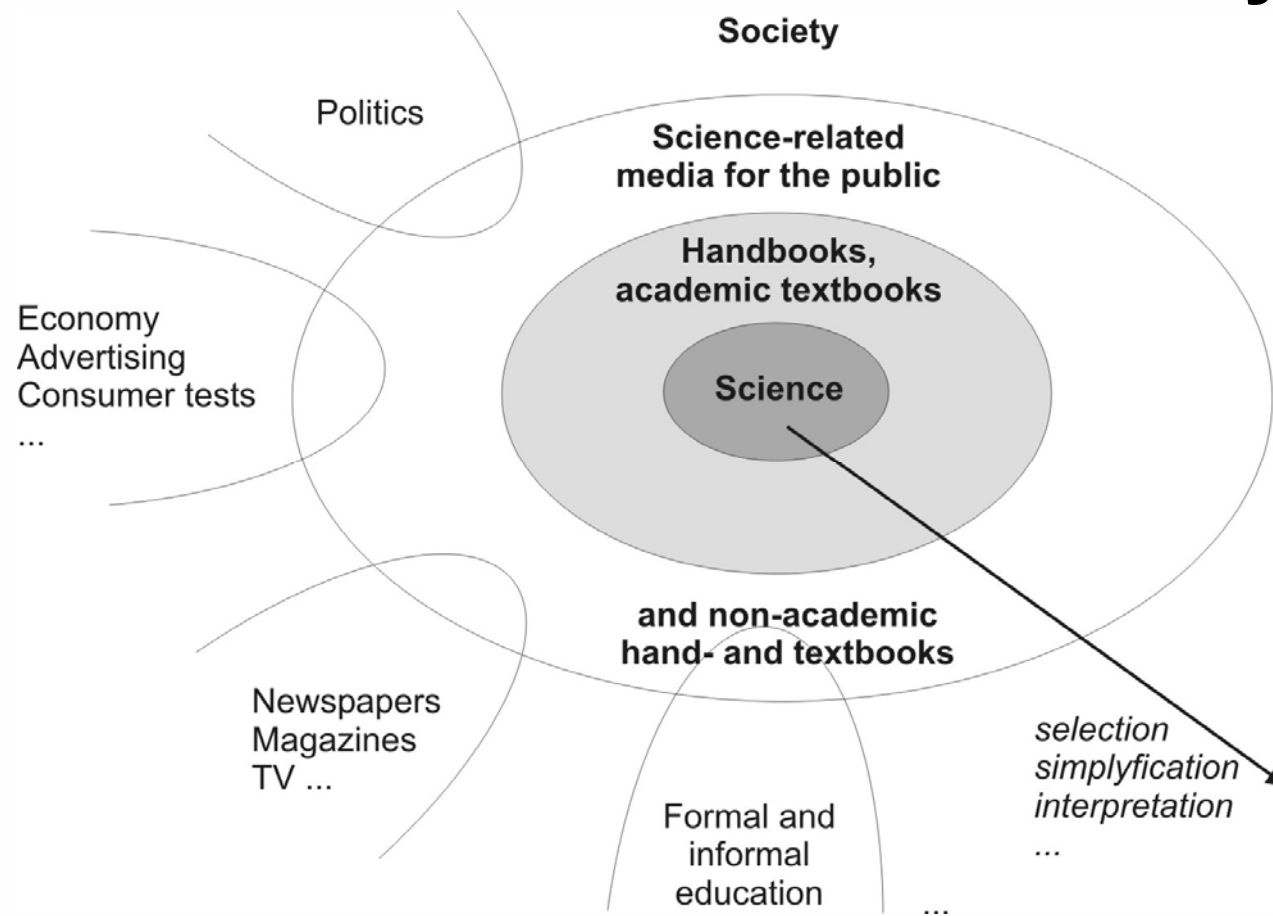 Society
Politics
Science-related
media for the public
Handbooks,
academic textbooks
Economy
Advertising
Consumer tests
...
Science
and non-academic
hand- and textbooks
Newspapers
Magazines
TV ...
selection
simplyfication
interpretation
...
Formal and
informal
education
...